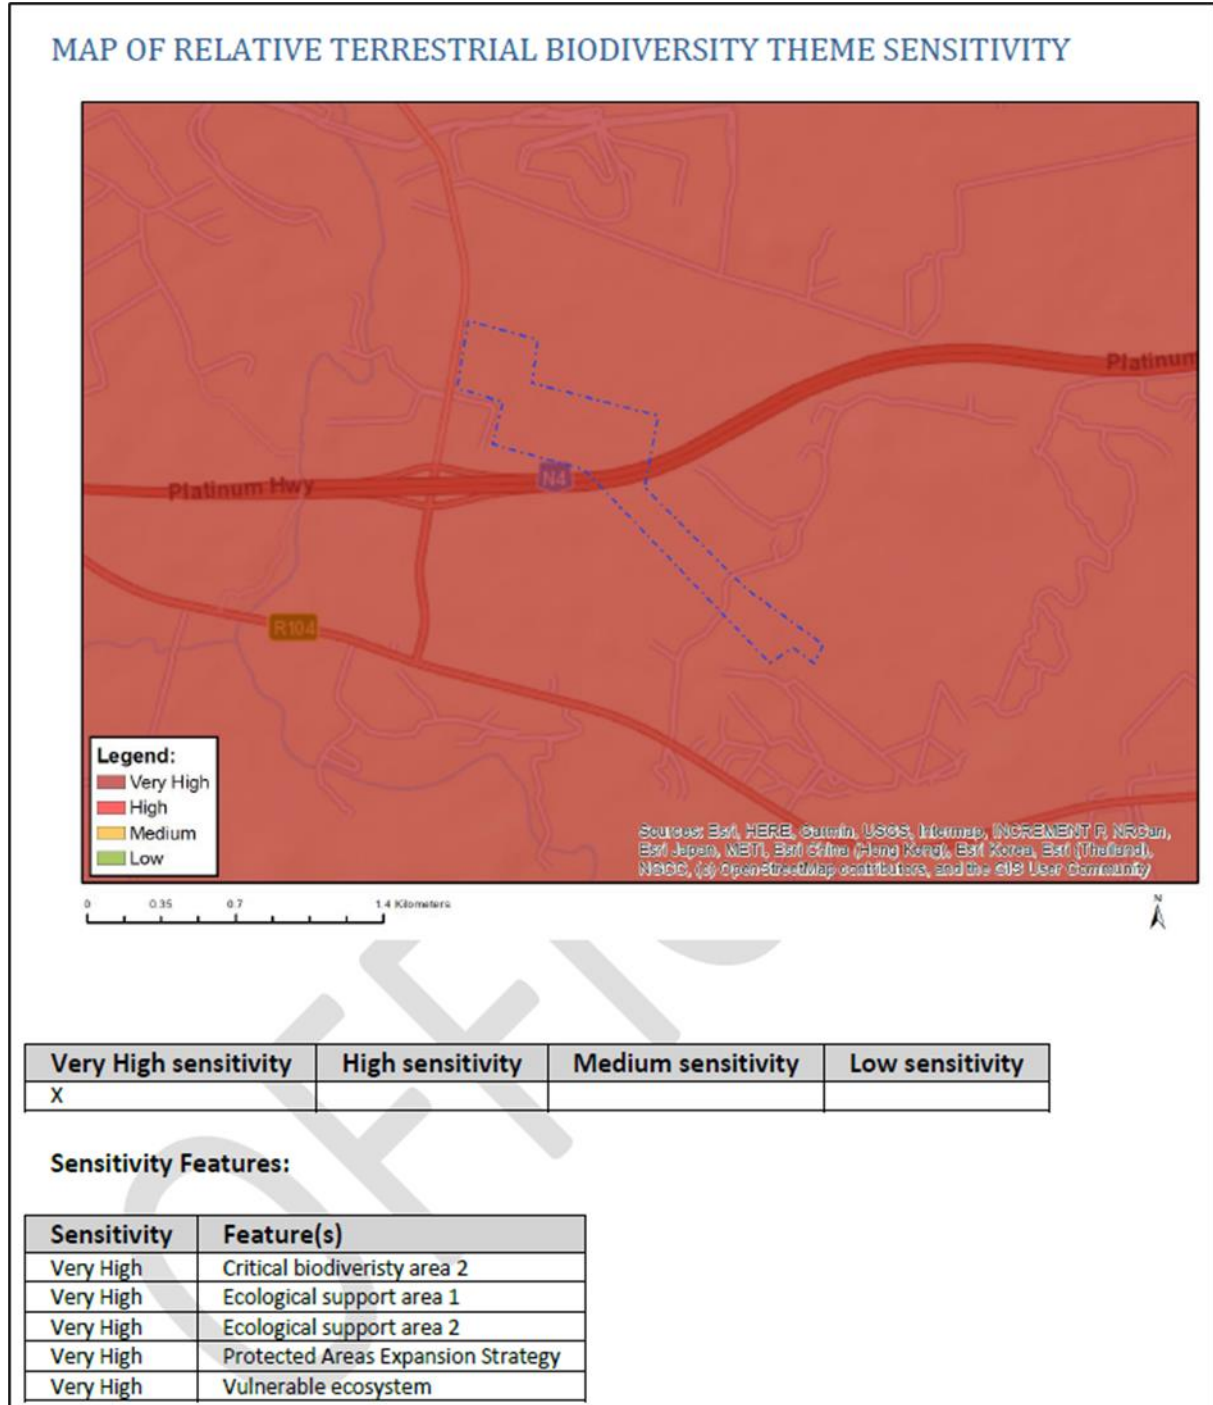 MAP OF RELATIVE TERRESTRIAL BIODIVERSITY THEME SENSITIVITY
Platinum
N4
Platinum Hwy
R104
Legend:
Very High
High
Medium
Low
Sources: Esri, HERE, Garmin, USGS, Intermap, INCREMENT P, NRCan,
Esri Japan, METI, Esri China (Hong Kong), Esri Korea, Esri (Thailand),
NGCC, (c) OpenStreetMap contributors, and the GIS User Community
0 0.35 0.7 1.4 Kilometers
N
Very High sensitivity High sensitivity Medium sensitivity Low sensitivity
X
Sensitivity Features:
Sensitivity Feature(s)
Very High Critical biodiveristy area 2
Very High Ecological support area 1
Very High Ecological support area 2
Very High Protected Areas Expansion Strategy
Very High Vulnerable ecosystem